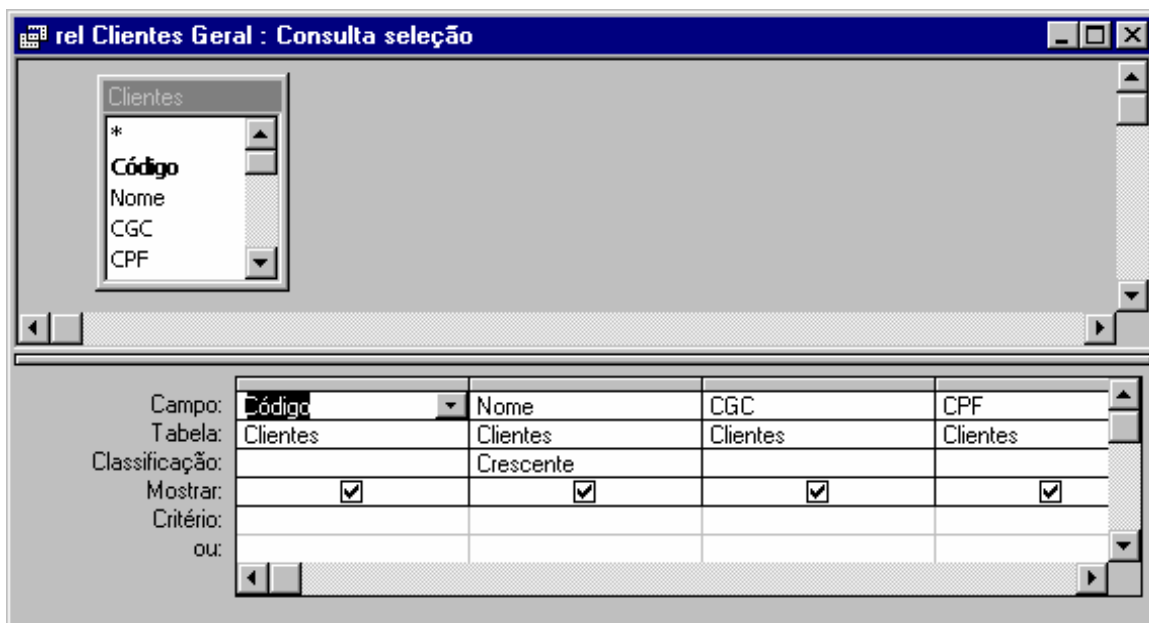 rel Clientes Geral : Consulta seleção
Clientes
*
Código
Nome
CGC
CPF
Campo: Código Nome CGC CPF
Tabela: Clientes Clientes Clientes Clientes
Classificação: Crescente
Mostrar:
Critério:
ou: